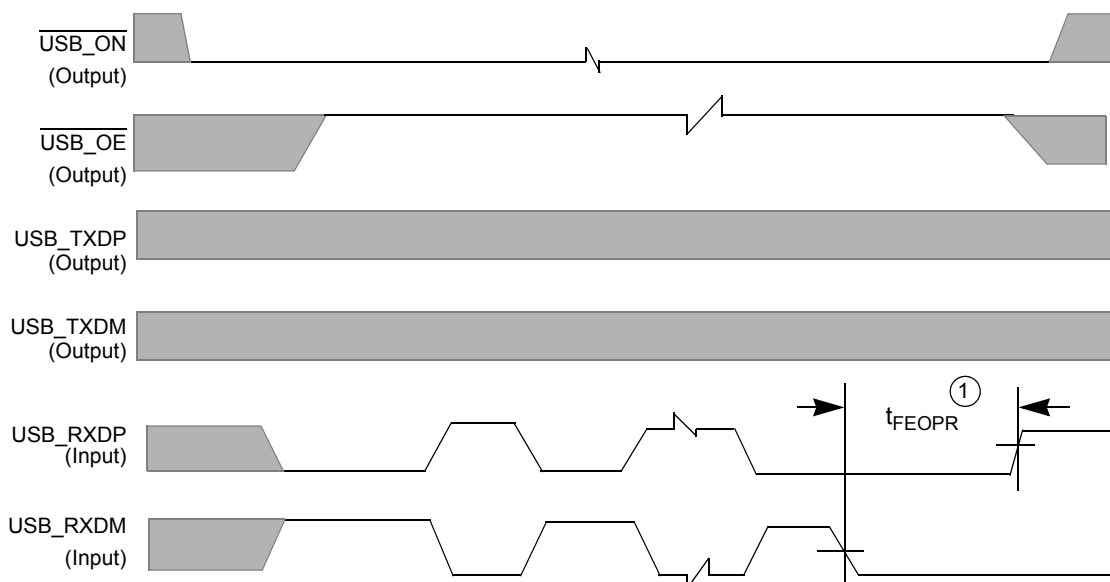 USB_ON
(Output)
USB_OE
(Output)
USB_TXDP
(Output)
USB_TXDM
(Output)
1
tFEOPR
USB_RXDP
(Input)
USB_RXDM
(Input)